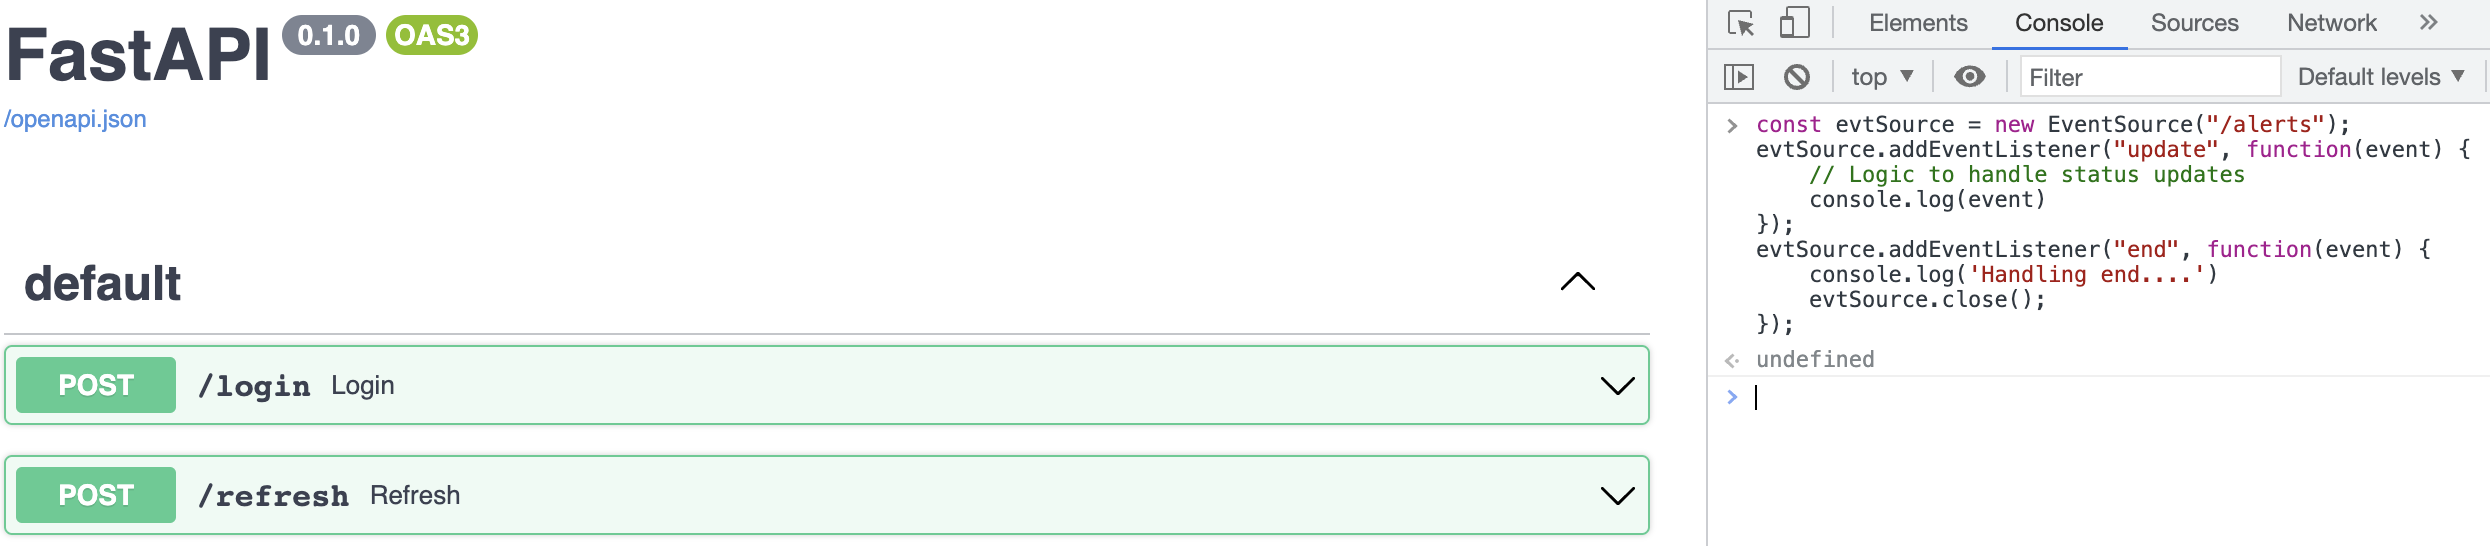 FastAPI 0.1.0 OAS3
/openapi.json
default
POST /login Login
POST /refresh Refresh
Elements Console Sources Network
top Filter Default levels
const evtSource = new EventSource("/alerts");
evtSource.addEventListener("update", function(event) {
    // Logic to handle status updates
    console.log(event)
});
evtSource.addEventListener("end", function(event) {
    console.log('Handling end....')
    evtSource.close();
});
undefined